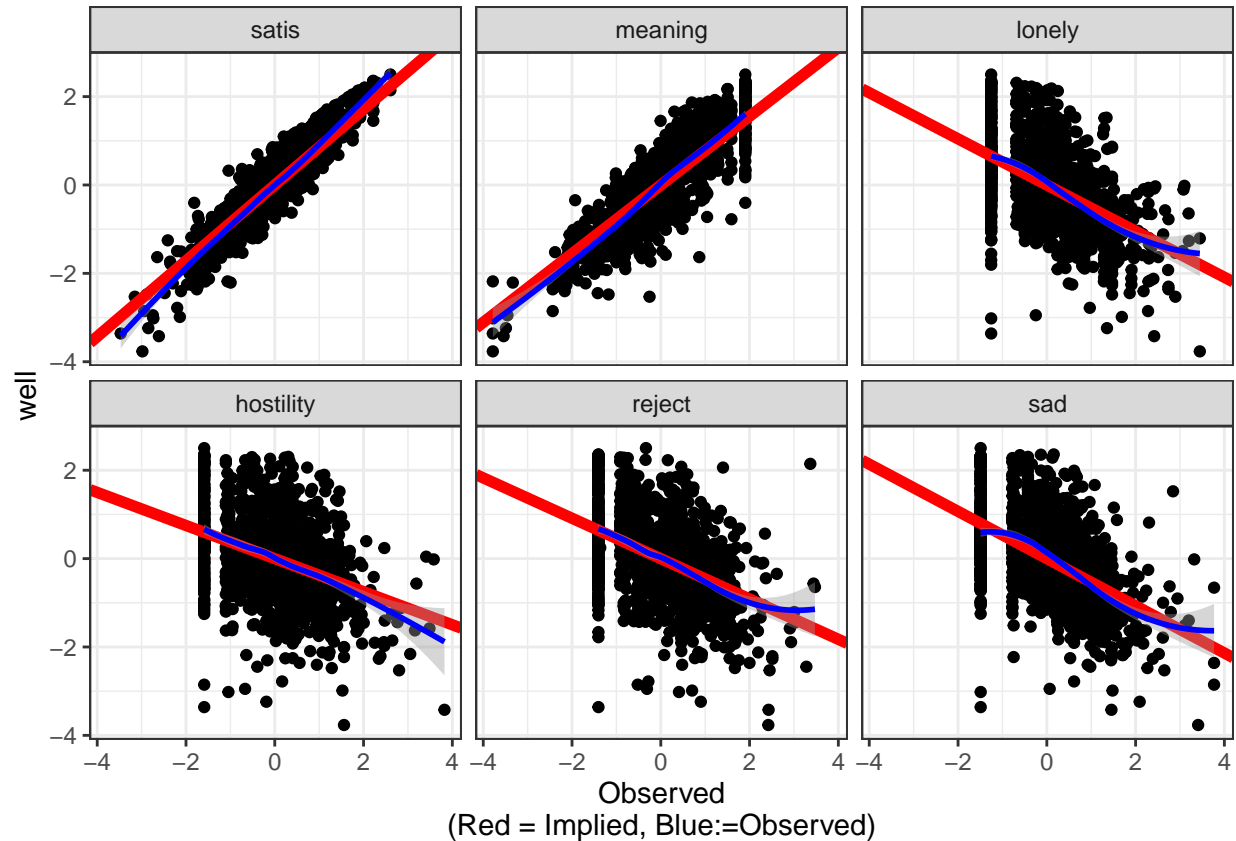 satis meaning lonely
2
0
−2
−4
hostility reject sad
2
0
−2
−4
−4 −2 0 2 4 −4 −2 0 2 4 −4 −2 0 2 4
well
Observed
(Red = Implied, Blue:=Observed)